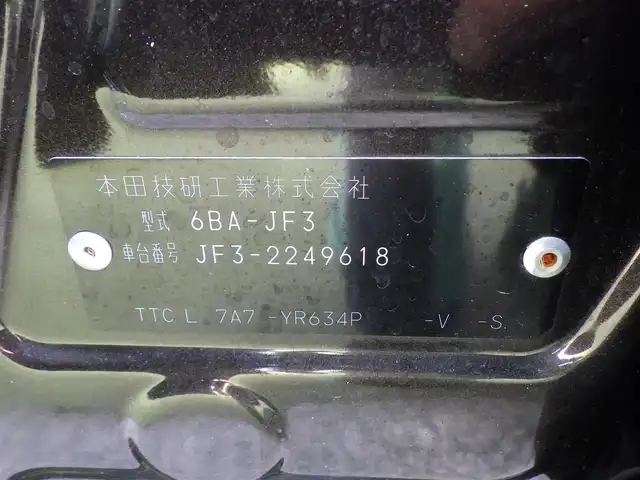 本田技研工業株式会社
型式 6BA-JF3
車台番号 JF3-2249618
TTC L 7A7 -YR634P -V -S